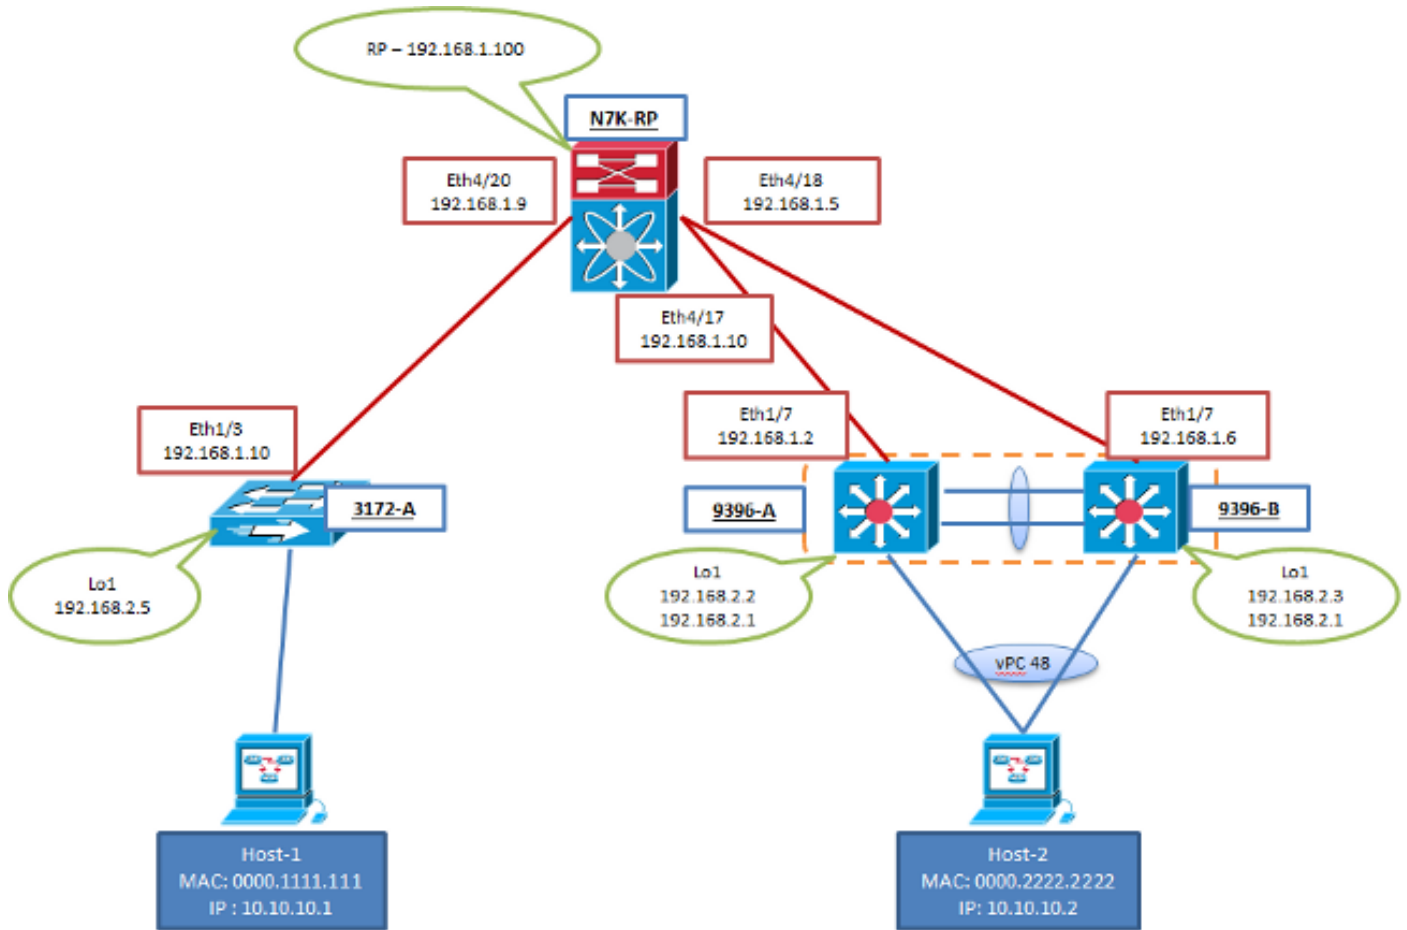 RP – 192.168.1.100
N7K-RP
Eth4/20
192.168.1.9
Eth4/18
192.168.1.5
Eth4/17
192.168.1.10
Eth1/3
192.168.1.10
Eth1/7
192.168.1.2
Eth1/7
192.168.1.6
3172-A
9396-A
9396-B
Lo1
192.168.2.5
Lo1
192.168.2.2
192.168.2.1
Lo1
192.168.2.3
192.168.2.1
vPC 48
Host-1
MAC: 0000.1111.111
IP : 10.10.10.1
Host-2
MAC: 0000.2222.2222
IP: 10.10.10.2